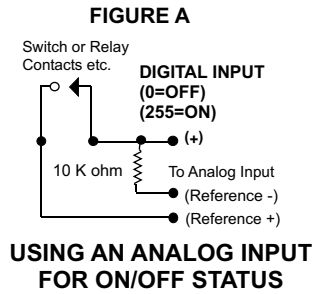 FIGURE A
Switch or Relay
Contacts etc.
DIGITAL INPUT
(0=OFF)
(255=ON)
(+)
10 K ohm
To Analog Input
(Reference -)
(Reference +)
USING AN ANALOG INPUT
FOR ON/OFF STATUS